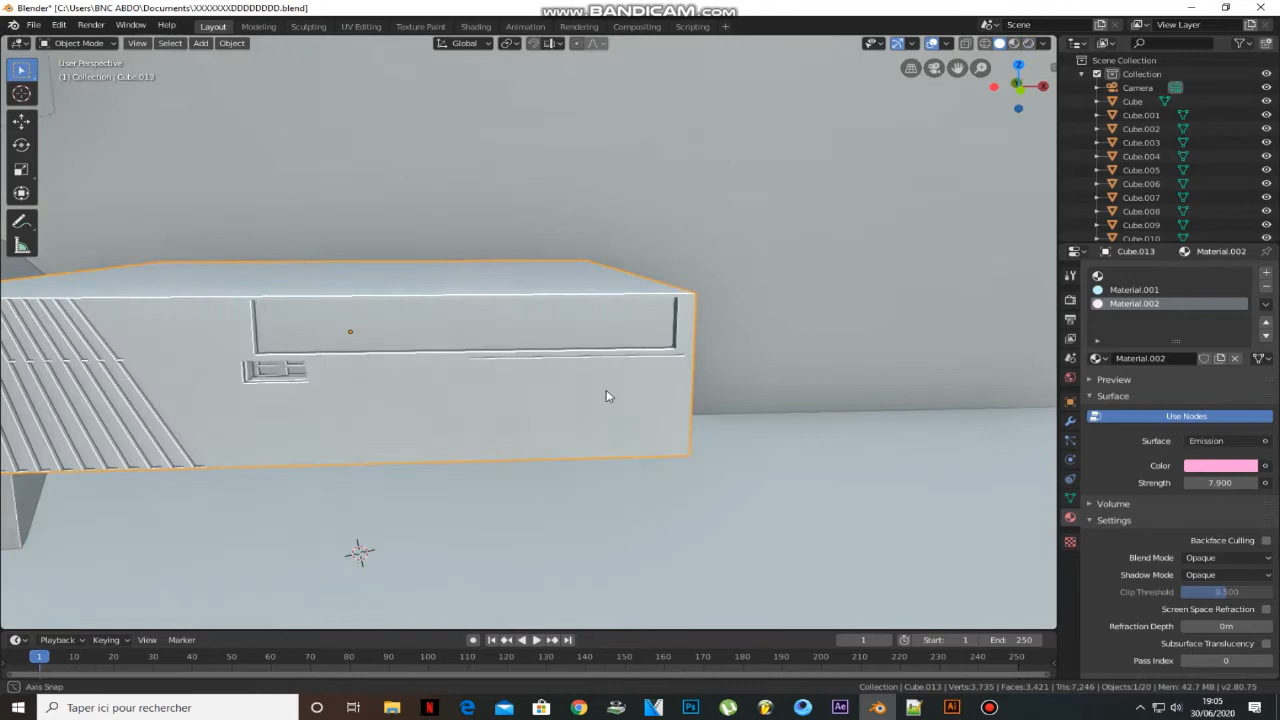 Blender* [C:\Users\BNC ABDO\Documents\XXXXXXXDDDDDDDD.blend]
www.BANDICAM.com
File Edit Render Window Help Layout Modeling Sculpting UV Editing Texture Paint Shading Animation Rendering Compositing Scripting + Scene View Layer
Object Mode View Select Add Object Global
User Perspective
(1) Collection | Cube.013
Z
X
Y
Scene Collection
Collection
Camera
Cube
Cube.001
Cube.002
Cube.003
Cube.004
Cube.005
Cube.006
Cube.007
Cube.008
Cube.009
Cube.010
Cube.013 Material.002
Material.001
Material.002
Material.002
Preview
Surface
Use Nodes
Surface Emission
Color
Strength 7.900
Volume
Settings
Backface Culling
Blend Mode Opaque
Shadow Mode Opaque
Clip Threshold 0.500
Screen Space Refraction
Refraction Depth 0m
Subsurface Translucency
Pass Index 0
Playback Keying View Marker 1 Start: 1 End: 250
1 10 20 30 40 50 60 70 80 90 100 110 120 130 140 150 160 170 180 190 200 210 220 230 240 250
Axis Snap
Collection | Cube.013 | Verts:3,735 | Faces:3,421 | Tris:7,246 | Objects:1/20 | Mem: 42.7 MB | v2.80.75
Taper ici pour rechercher
19:05
30/06/2020